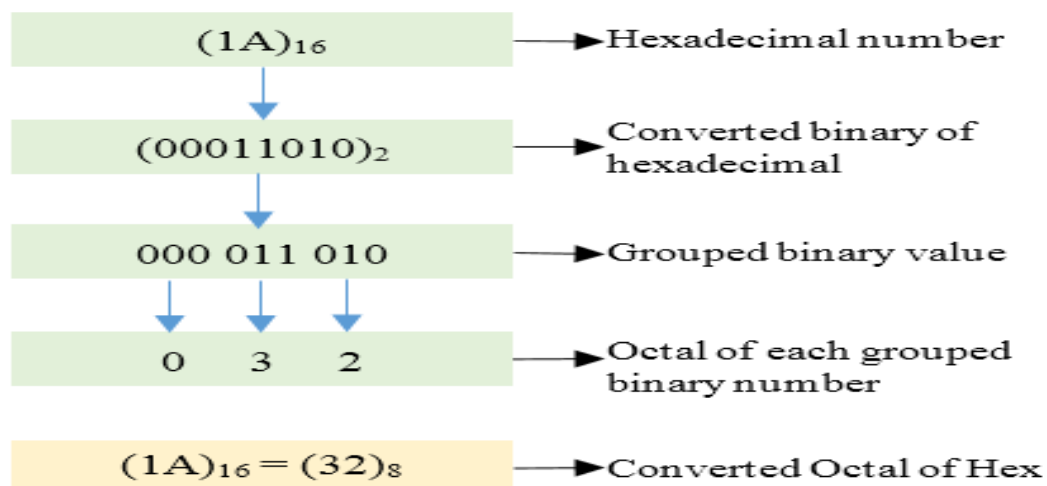 (1A)₁₆
Hexadecimal number
(00011010)₂
Converted binary of
hexadecimal
000 011 010
Grouped binary value
0 3 2
Octal of each grouped
binary number
(1A)₁₆ = (32)₈
Converted Octal of Hex